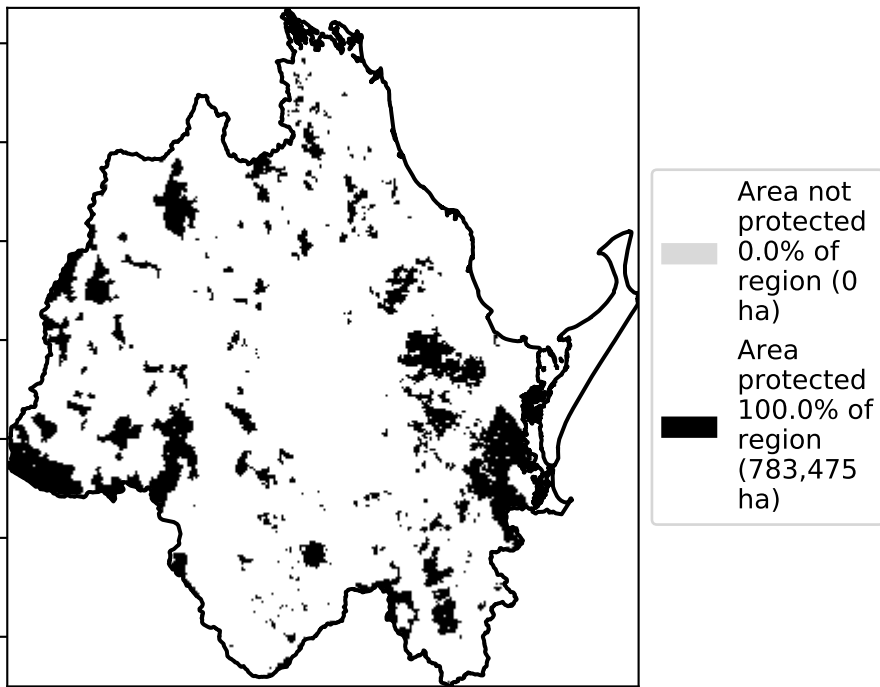 Area not
protected
0.0% of
region (0
ha)
Area
protected
100.0% of
region
(783,475
ha)